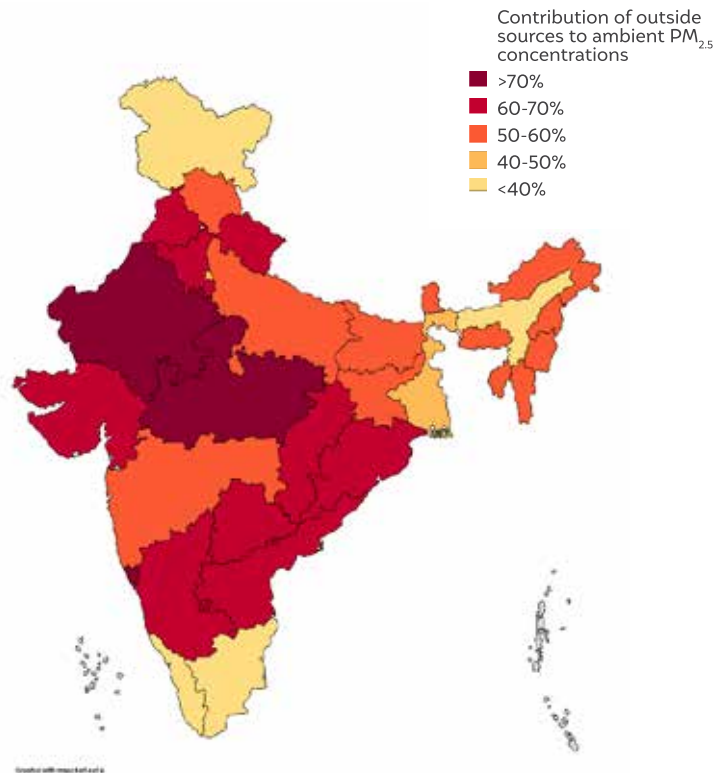 Contribution of outside
sources to ambient PM2.5
concentrations
>70%
60-70%
50-60%
40-50%
<40%